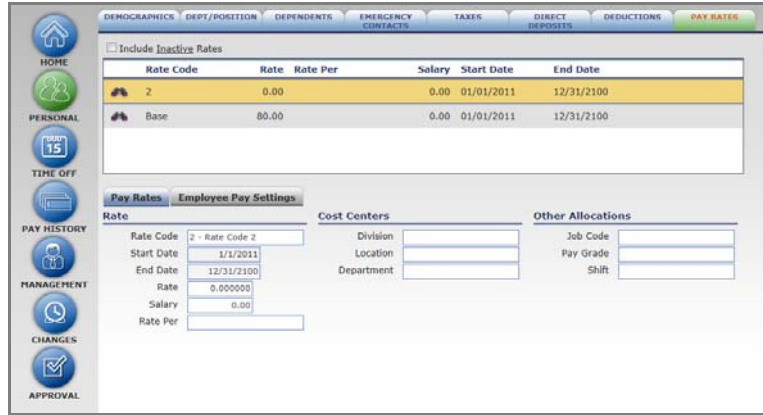 DEMOGRAPHICS DEPT/POSITION DEPENDENTS EMERGENCY CONTACTS TAXES DIRECT DEPOSITS DEDUCTIONS PAY RATES
HOME
PERSONAL
15
TIME OFF
PAY HISTORY
MANAGEMENT
CHANGES
APPROVAL
Include Inactive Rates
Rate Code Rate Rate Per Salary Start Date End Date
2 0.00 0.00 01/01/2011 12/31/2100
Base 80.00 0.00 01/01/2011 12/31/2100
Pay Rates Employee Pay Settings
Rate Cost Centers Other Allocations
Rate Code 2 - Rate Code 2 Division Job Code
Start Date 1/1/2011 Location Pay Grade
End Date 12/31/2100 Department Shift
Rate 0.000000
Salary 0.00
Rate Per